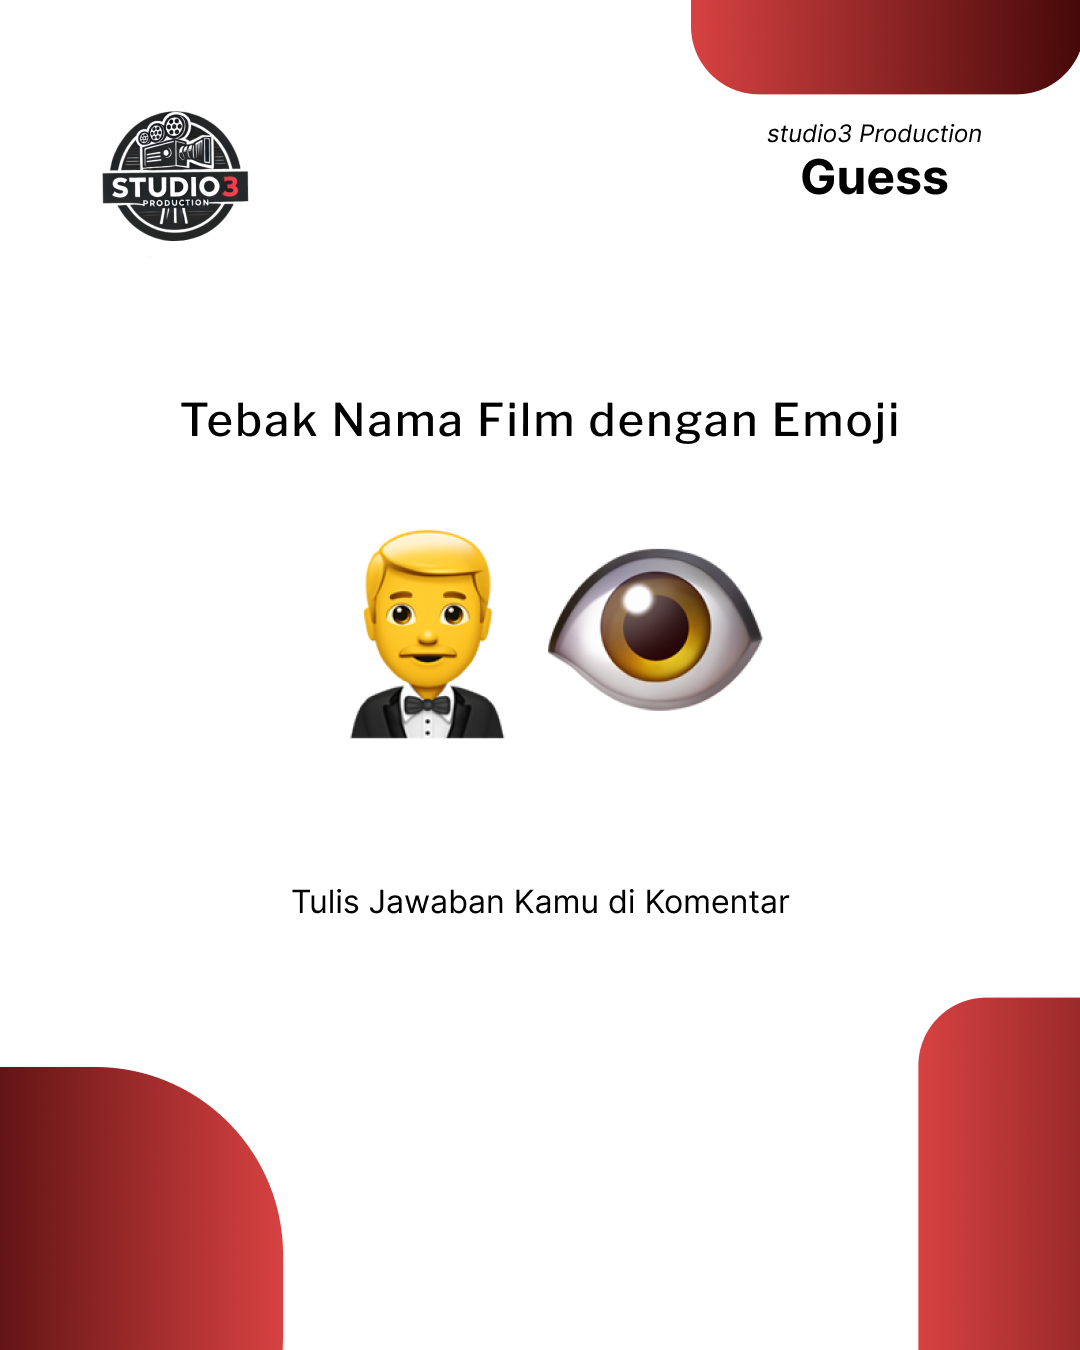 STUDIO3
PRODUCTION
studio3 Production
Guess
Tebak Nama Film dengan Emoji
Tulis Jawaban Kamu di Komentar